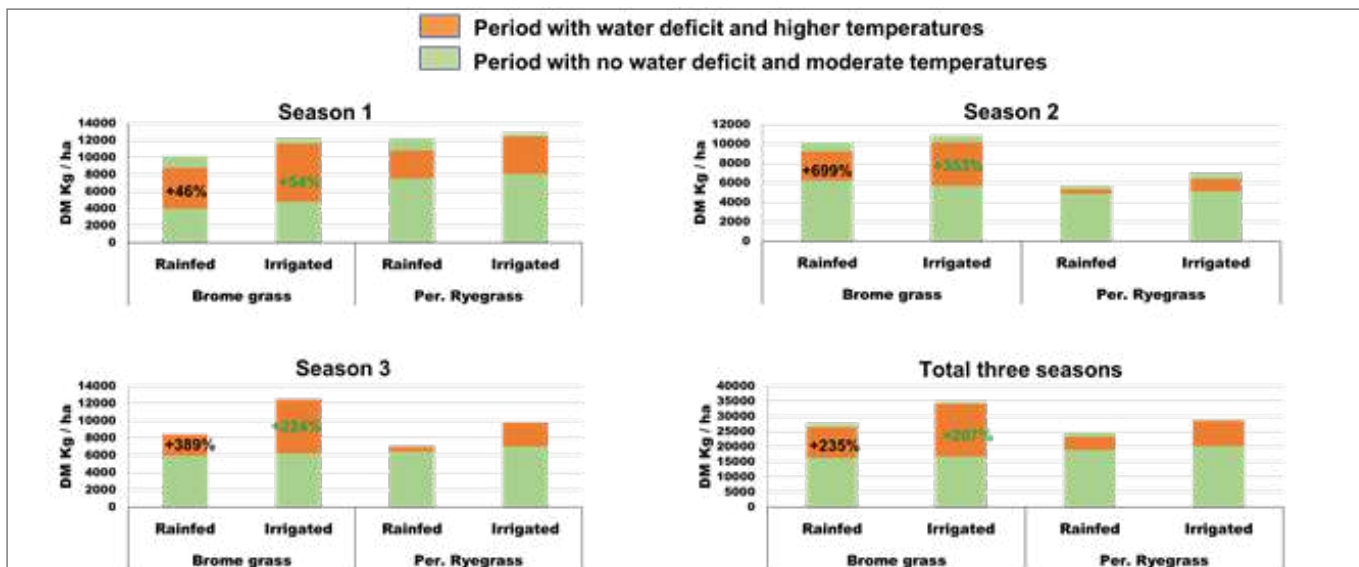 Period with water deficit and higher temperatures
Period with no water deficit and moderate temperatures
Season 1
DM Kg / ha
14000
12000
10000
8000
6000
4000
2000
0
+46%
+54%
Rainfed Irrigated Rainfed Irrigated
Brome grass Per. Ryegrass
Season 2
DM Kg / ha
12000
10000
8000
6000
4000
2000
0
+699%
Rainfed Irrigated Rainfed Irrigated
Brome grass Per. Ryegrass
Season 3
DM Kg / ha
14000
12000
10000
8000
6000
4000
2000
0
+389%
Rainfed Irrigated Rainfed Irrigated
Brome grass Per. Ryegrass
Total three seasons
DM Kg / ha
40000
35000
30000
25000
20000
15000
10000
5000
0
+235%
+207%
Rainfed Irrigated Rainfed Irrigated
Brome grass Per. Ryegrass